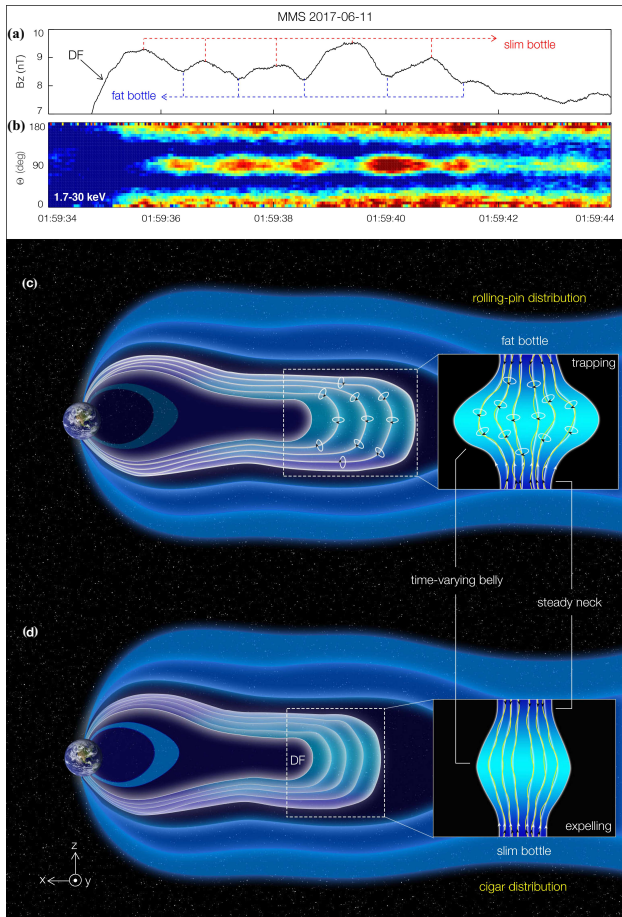 MMS 2017-06-11
(a)
10
9
8
7
Bz (nT)
DF
slim bottle
fat bottle
(b)
180
90
0
Θ (deg)
1.7-30 keV
01:59:34
01:59:36
01:59:38
01:59:40
01:59:42
01:59:44
(c)
rolling-pin distribution
fat bottle
trapping
time-varying belly
steady neck
(d)
DF
expelling
slim bottle
cigar distribution
z
x
y